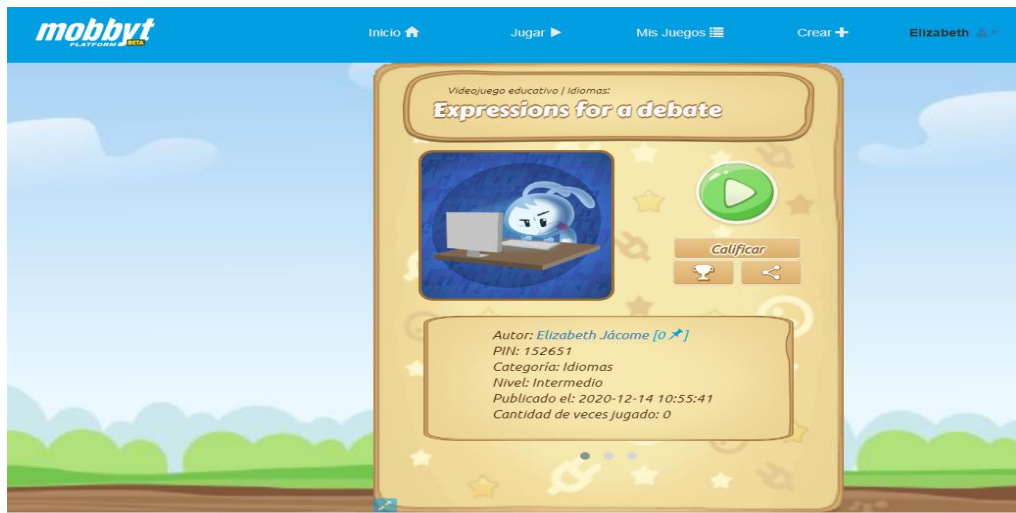 mobbyt
PLATFORM BETA
Inicio
Jugar
Mis Juegos
Crear
Elizabeth
Videojuego educativo | Idiomas:
Expressions for a debate
Calificar
Autor: Elizabeth Jácome [0]
PIN: 152651
Categoría: Idiomas
Nivel: Intermedio
Publicado el: 2020-12-14 10:55:41
Cantidad de veces jugado: 0